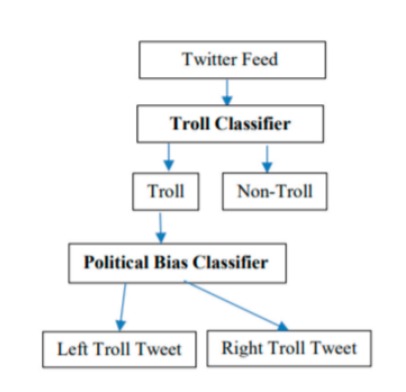 Twitter Feed
Troll Classifier
Troll
Non-Troll
Political Bias Classifier
Left Troll Tweet
Right Troll Tweet